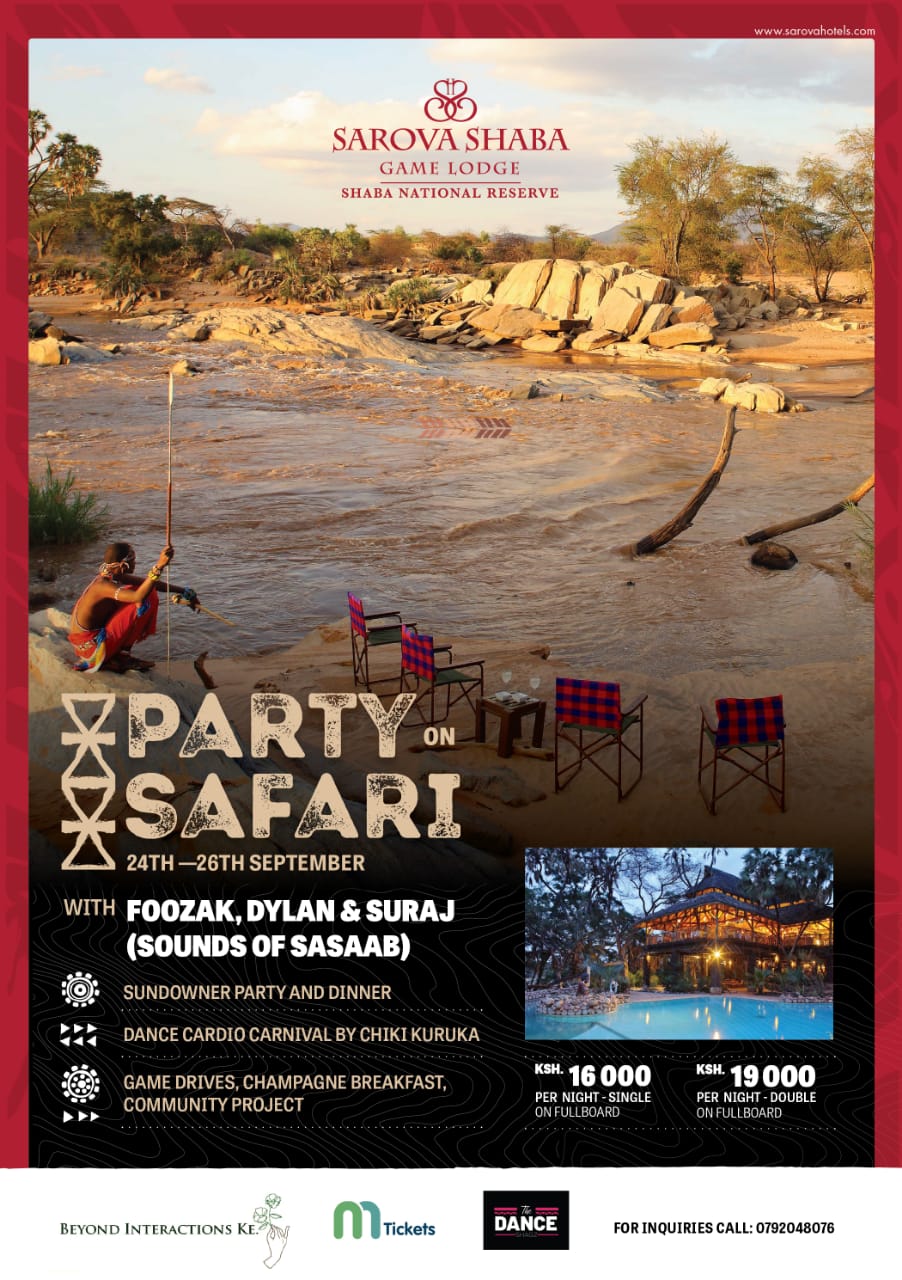 www.sarovahotels.com
SAROVA SHABA
GAME LODGE
SHABA NATIONAL RESERVE
PARTY ON
SAFARI
24TH —26TH SEPTEMBER
WITH FOOZAK, DYLAN & SURAJ
(SOUNDS OF SASAAB)
SUNDOWNER PARTY AND DINNER
DANCE CARDIO CARNIVAL BY CHIKI KURUKA
GAME DRIVES, CHAMPAGNE BREAKFAST,
COMMUNITY PROJECT
KSH. 16 000
PER NIGHT - SINGLE
ON FULLBOARD
KSH. 19 000
PER NIGHT - DOUBLE
ON FULLBOARD
BEYOND INTERACTIONS KE.
m Tickets
The
DANCE
FOR INQUIRIES CALL: 0792048076